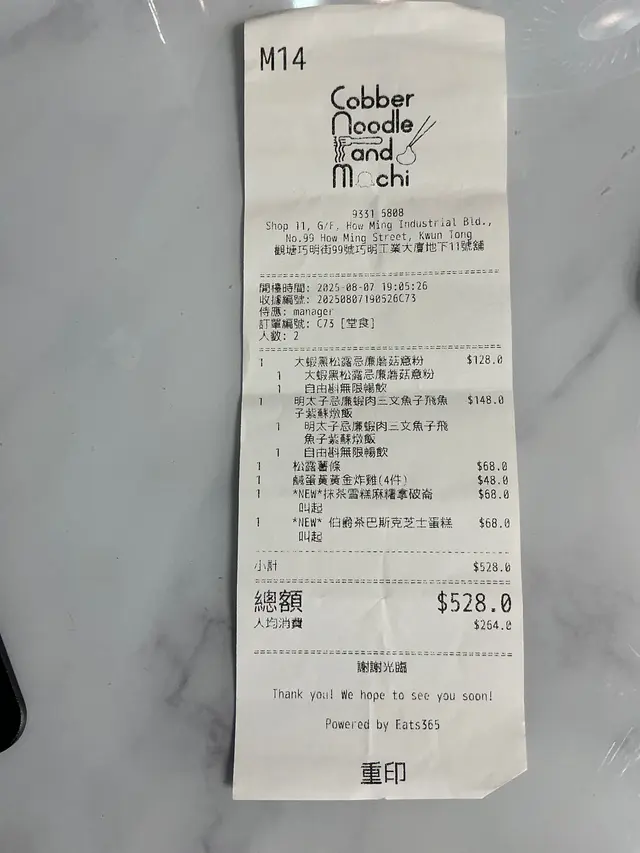 M14
Cobber
Noodle
and
Mochi
9331 5808
Shop 11, G/F, How Ming Industrial Bld.,
No.99 How Ming Street, Kwun Tong
觀塘巧明街99號巧明工業大廈地下11號舖
開檯時間: 2025-08-07 19:05:26
收據編號: 20250807190526C73
侍應: manager
訂單編號: C73 [堂食]
人數: 2
1 大蝦黑松露忌廉蘑菇意粉 $128.0
1 大蝦黑松露忌廉蘑菇意粉
1 自由斟無限暢飲
1 明太子忌廉蝦肉三文魚子飛魚 $148.0
子紫蘇燉飯
1 明太子忌廉蝦肉三文魚子飛
魚子紫蘇燉飯
1 自由斟無限暢飲
1 松露薯條 $68.0
1 鹹蛋黃黃金炸雞(4件) $48.0
1 *NEW*抹茶雪糕麻糬拿破崙 $68.0
叫起
1 *NEW* 伯爵茶巴斯克芝士蛋糕 $68.0
叫起
小計 $528.0
總額 $528.0
人均消費 $264.0
謝謝光臨
Thank you! We hope to see you soon!
Powered by Eats365
重印